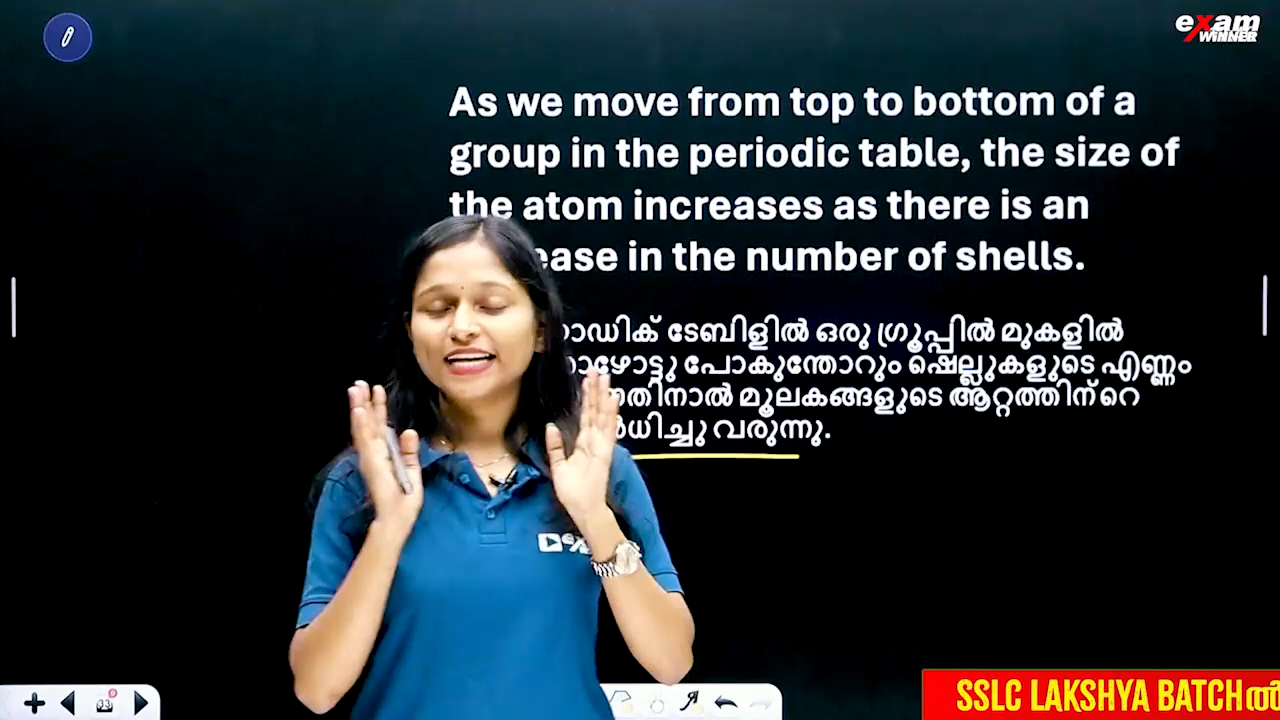 exam
WINNER
As we move from top to bottom of a
group in the periodic table, the size of
the atom increases as there is an
ease in the number of shells.
ടേബിളിൽ ഒരു ഗ്രൂപ്പിൽ മുകളിൽ
പോകുന്തോറും ഷെല്ലുകളുടെ എണ്ണം
മൂലകങ്ങളുടെ ആറ്റത്തിന്റെ
വരുന്നു.
SSLC LAKSHYA BATCHൽ